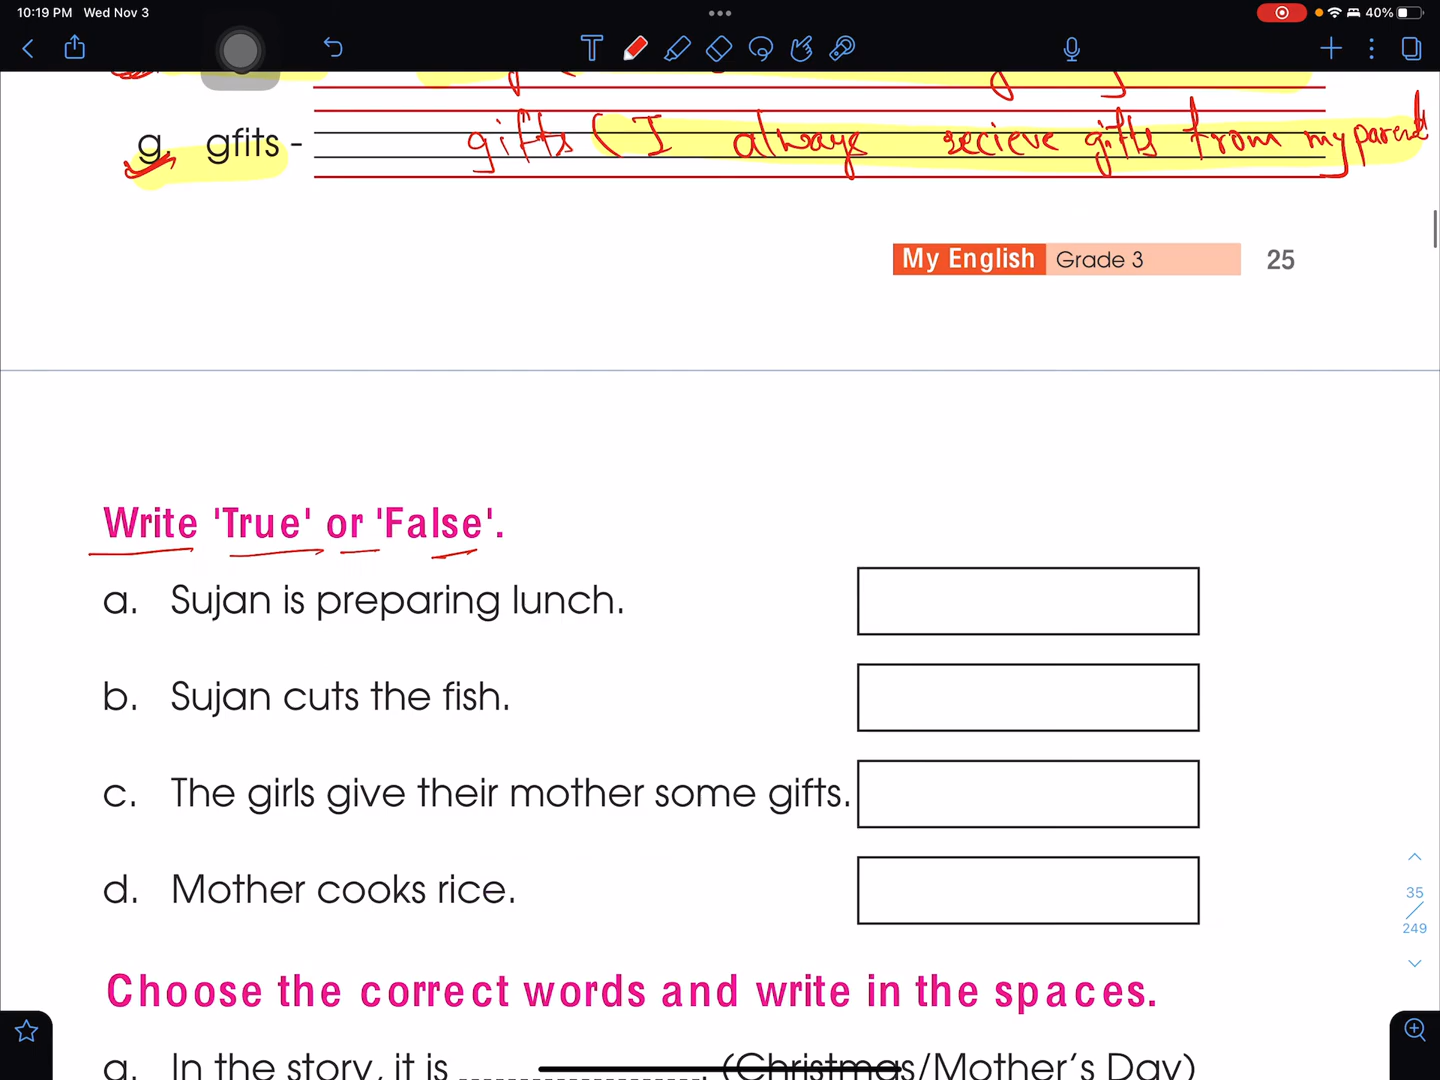 10:19 PM Wed Nov 3
40%
g. gfits - gifts ( I always recieve gifts from my parent
My English Grade 3 25
Write 'True' or 'False'.
a. Sujan is preparing lunch.
b. Sujan cuts the fish.
c. The girls give their mother some gifts.
d. Mother cooks rice.
35
249
Choose the correct words and write in the spaces.
a. In the story, it is .................... (Christmas/Mother's Day)